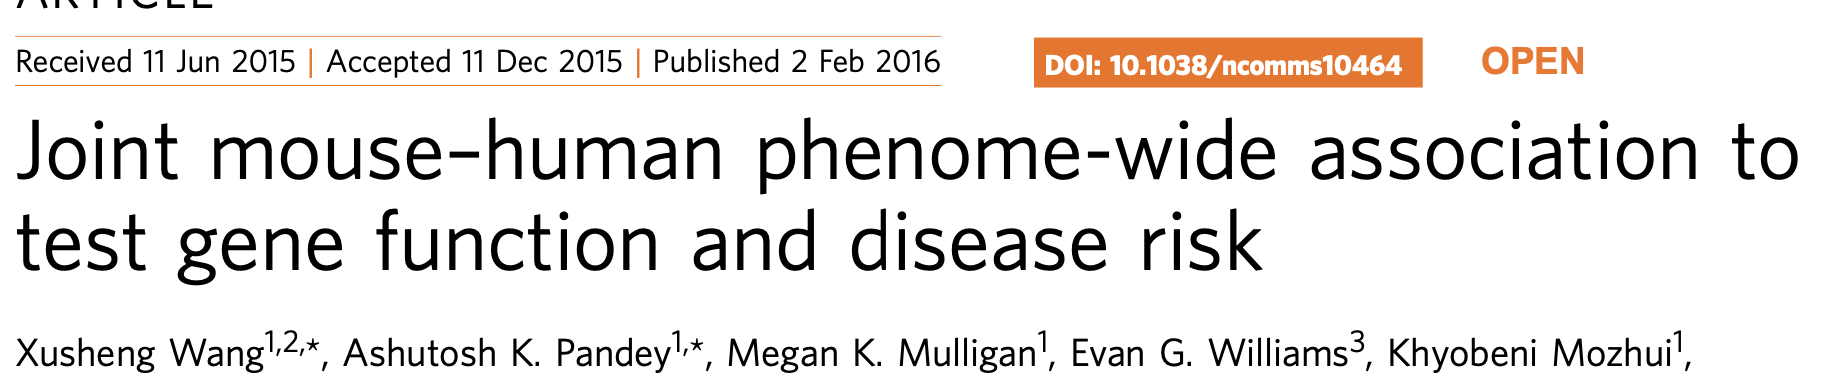 ARTICLE
Received 11 Jun 2015 | Accepted 11 Dec 2015 | Published 2 Feb 2016 DOI: 10.1038/ncomms10464 OPEN
Joint mouse–human phenome-wide association to
test gene function and disease risk
Xusheng Wang1,2,*, Ashutosh K. Pandey1,*, Megan K. Mulligan1, Evan G. Williams3, Khyobeni Mozhui1,